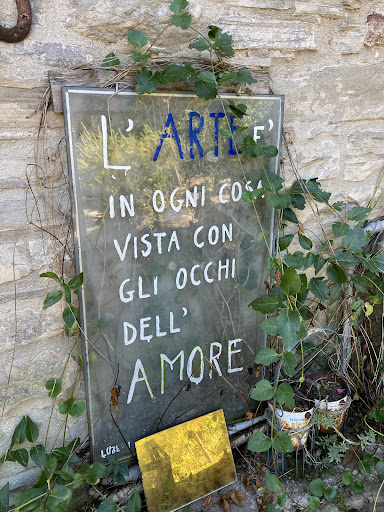 L'ARTE E'
IN OGNI COSA
VISTA CON
GLI OCCHI
DELL'
AMORE